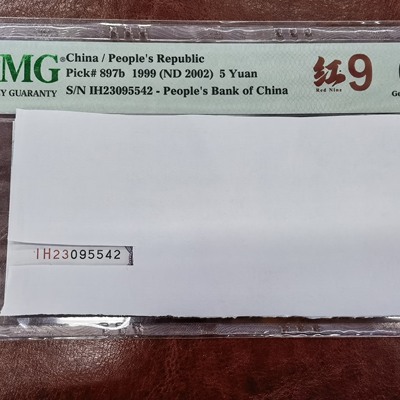 MG® China / People's Republic
Pick# 897b 1999 (ND 2002) 5 Yuan
Y GUARANTY S/N IH23095542 - People's Bank of China
红9
Red Nine
Ge
IH23095542